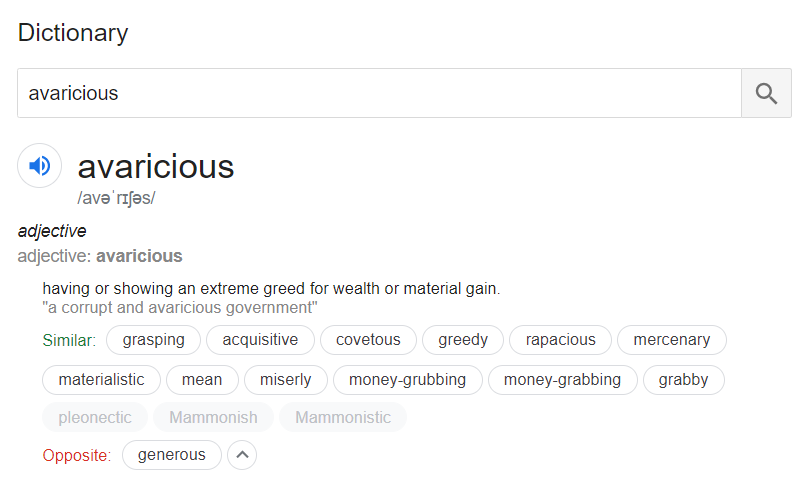 Dictionary
avaricious
avaricious
/avəˈrɪʃəs/
adjective
adjective: avaricious
having or showing an extreme greed for wealth or material gain.
"a corrupt and avaricious government"
Similar: grasping acquisitive covetous greedy rapacious mercenary
materialistic mean miserly money-grubbing money-grabbing grabby
pleonectic Mammonish Mammonistic
Opposite: generous